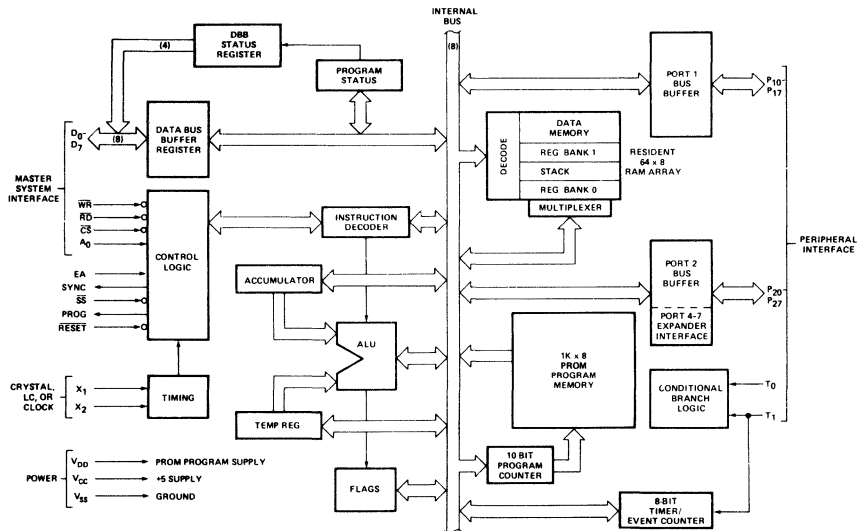 INTERNAL
BUS
(8)
DBB
STATUS
REGISTER
(4)
PROGRAM
STATUS
PORT 1
BUS
BUFFER
P10-
P17
D0-
D7
(8)
DATA BUS
BUFFER
REGISTER
DECODE
DATA
MEMORY
REG BANK 1
STACK
REG BANK 0
MULTIPLEXER
RESIDENT
64 x 8
RAM ARRAY
MASTER
SYSTEM
INTERFACE
WR
RD
CS
A0
EA
SYNC
SS
PROG
RESET
CONTROL
LOGIC
INSTRUCTION
DECODER
ACCUMULATOR
ALU
TEMP REG
FLAGS
PORT 2
BUS
BUFFER
PORT 4-7
EXPANDER
INTERFACE
P20-
P27
PERIPHERAL
INTERFACE
1K x 8
PROM
PROGRAM
MEMORY
CONDITIONAL
BRANCH
LOGIC
T0
T1
CRYSTAL,
LC, OR
CLOCK
X1
X2
TIMING
10 BIT
PROGRAM
COUNTER
8-BIT
TIMER/
EVENT COUNTER
POWER
VDD
PROM PROGRAM SUPPLY
VCC
+5 SUPPLY
VSS
GROUND